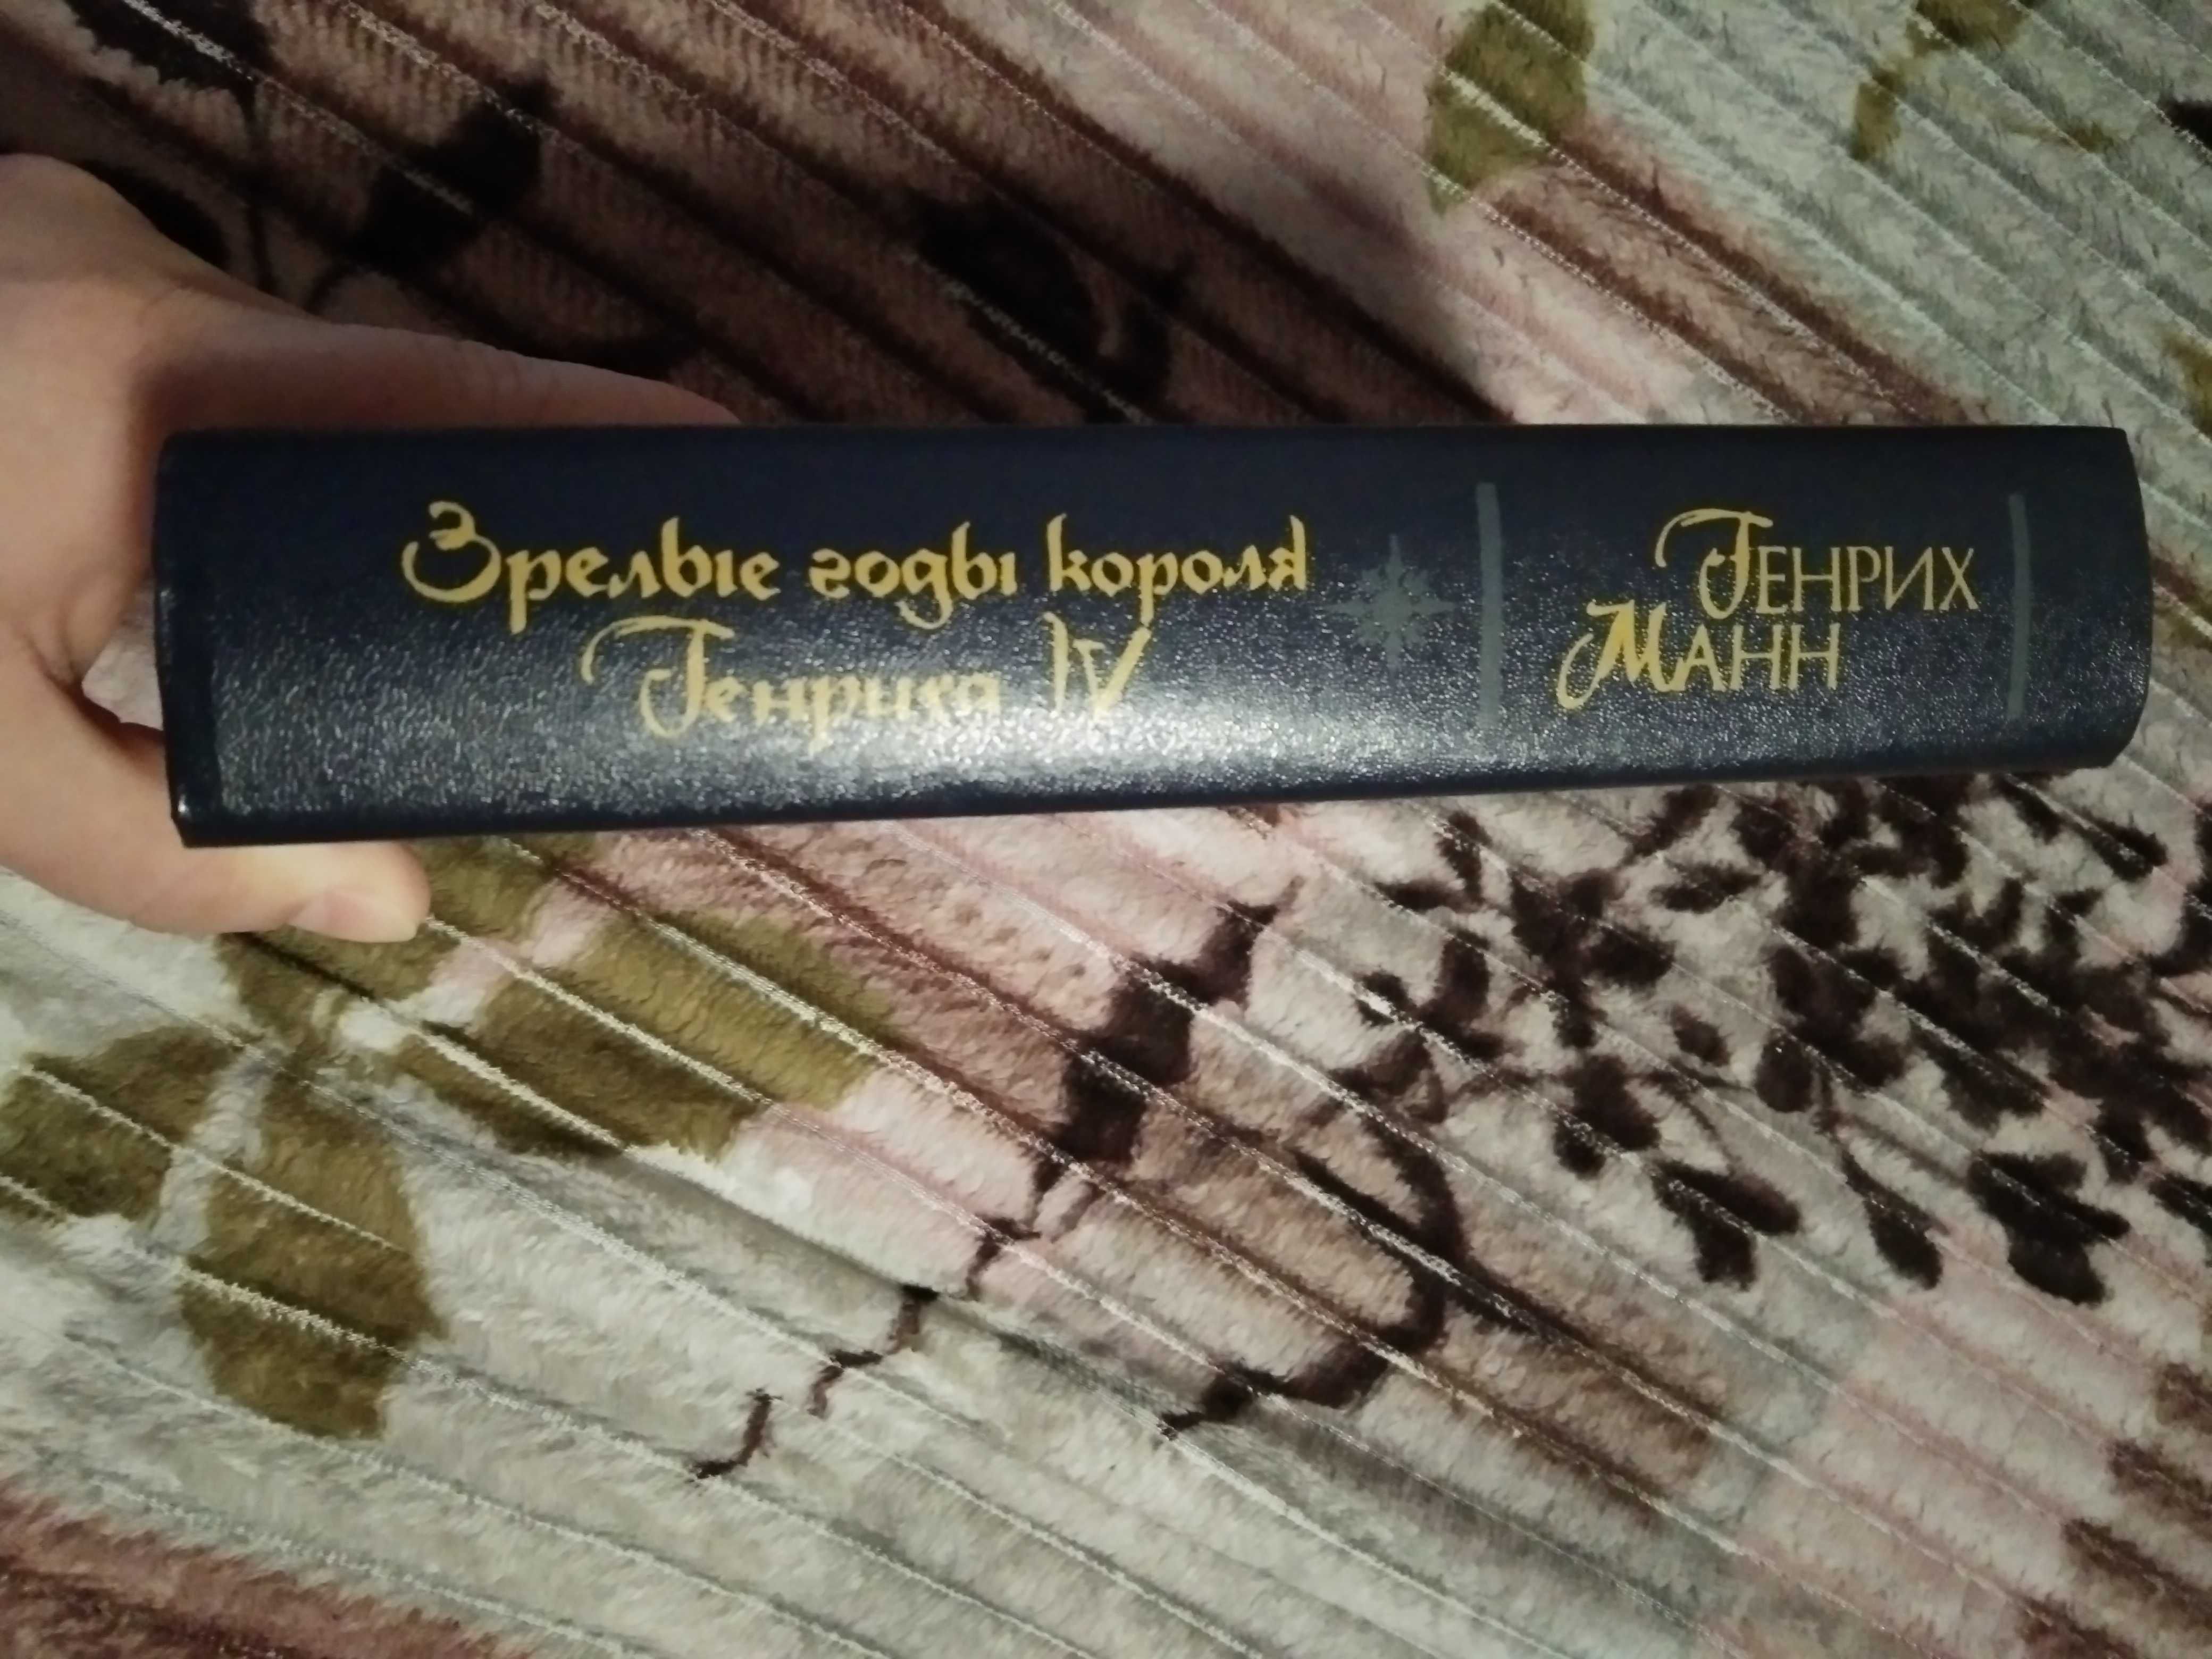 Зрелые годы короля
Генриха IV
ГЕНРИХ
МАНН